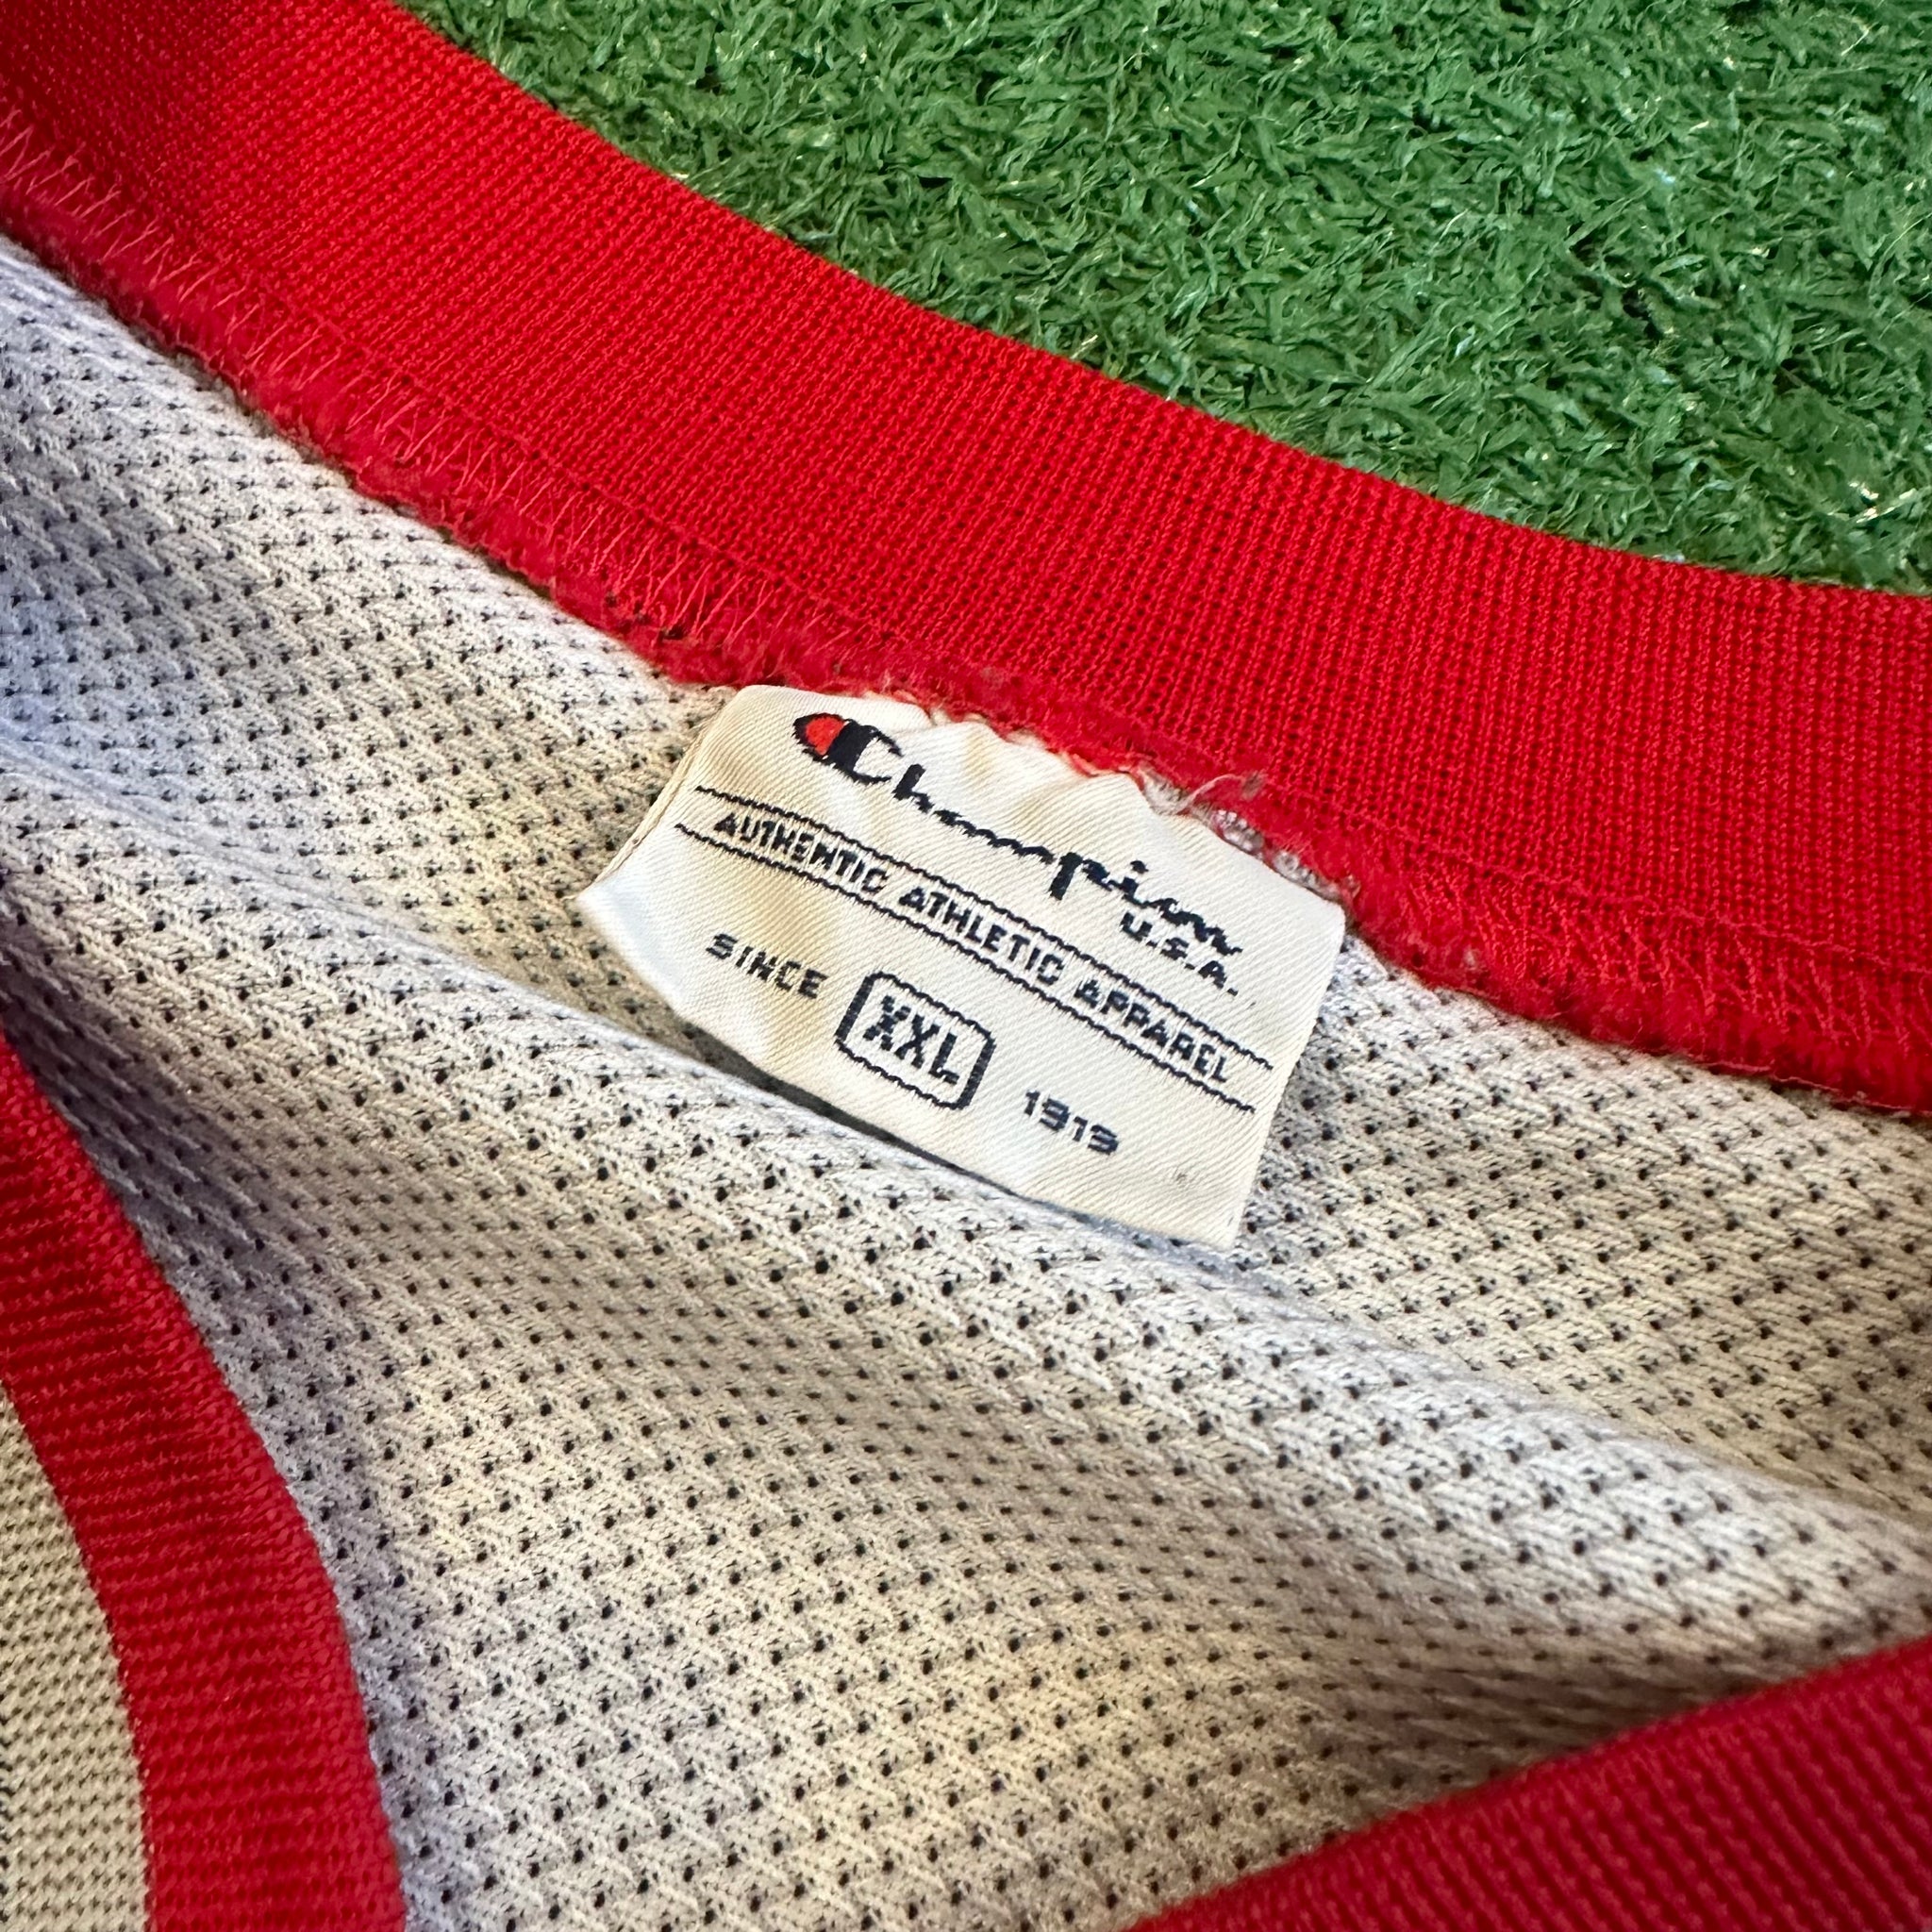 Champion
U.S.A.
AUTHENTIC ATHLETIC APPAREL
SINCE XXL 1919